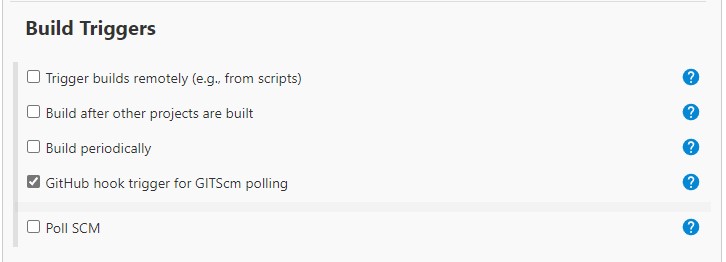 Build Triggers
Trigger builds remotely (e.g., from scripts)
?
Build after other projects are built
?
Build periodically
?
GitHub hook trigger for GITScm polling
?
Poll SCM
?